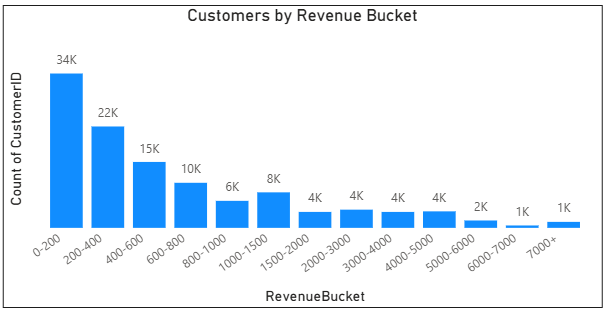 Customers by Revenue Bucket
Count of CustomerID
34K
22K
15K
10K
6K
8K
4K
4K
4K
4K
2K
1K
1K
0-200
200-400
400-600
600-800
800-1000
1000-1500
1500-2000
2000-3000
3000-4000
4000-5000
5000-6000
6000-7000
7000+
RevenueBucket